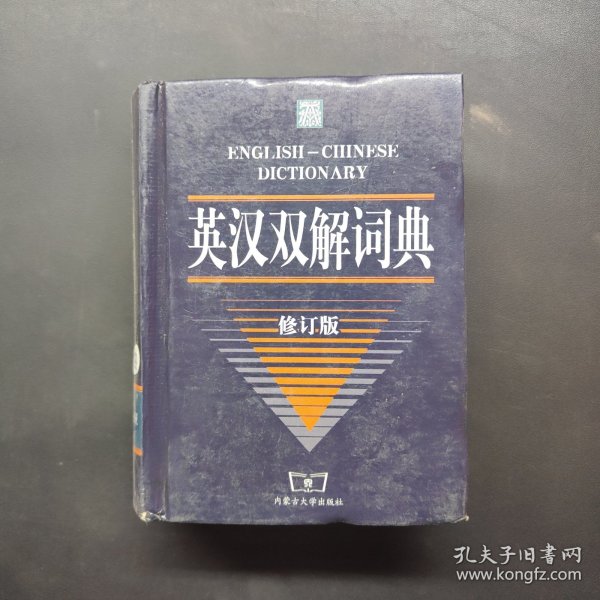 ENGLISH – CHINESE
DICTIONARY
英汉双解词典
修订版
内蒙古大学出版社
孔夫子旧书网
www.kongfz.com